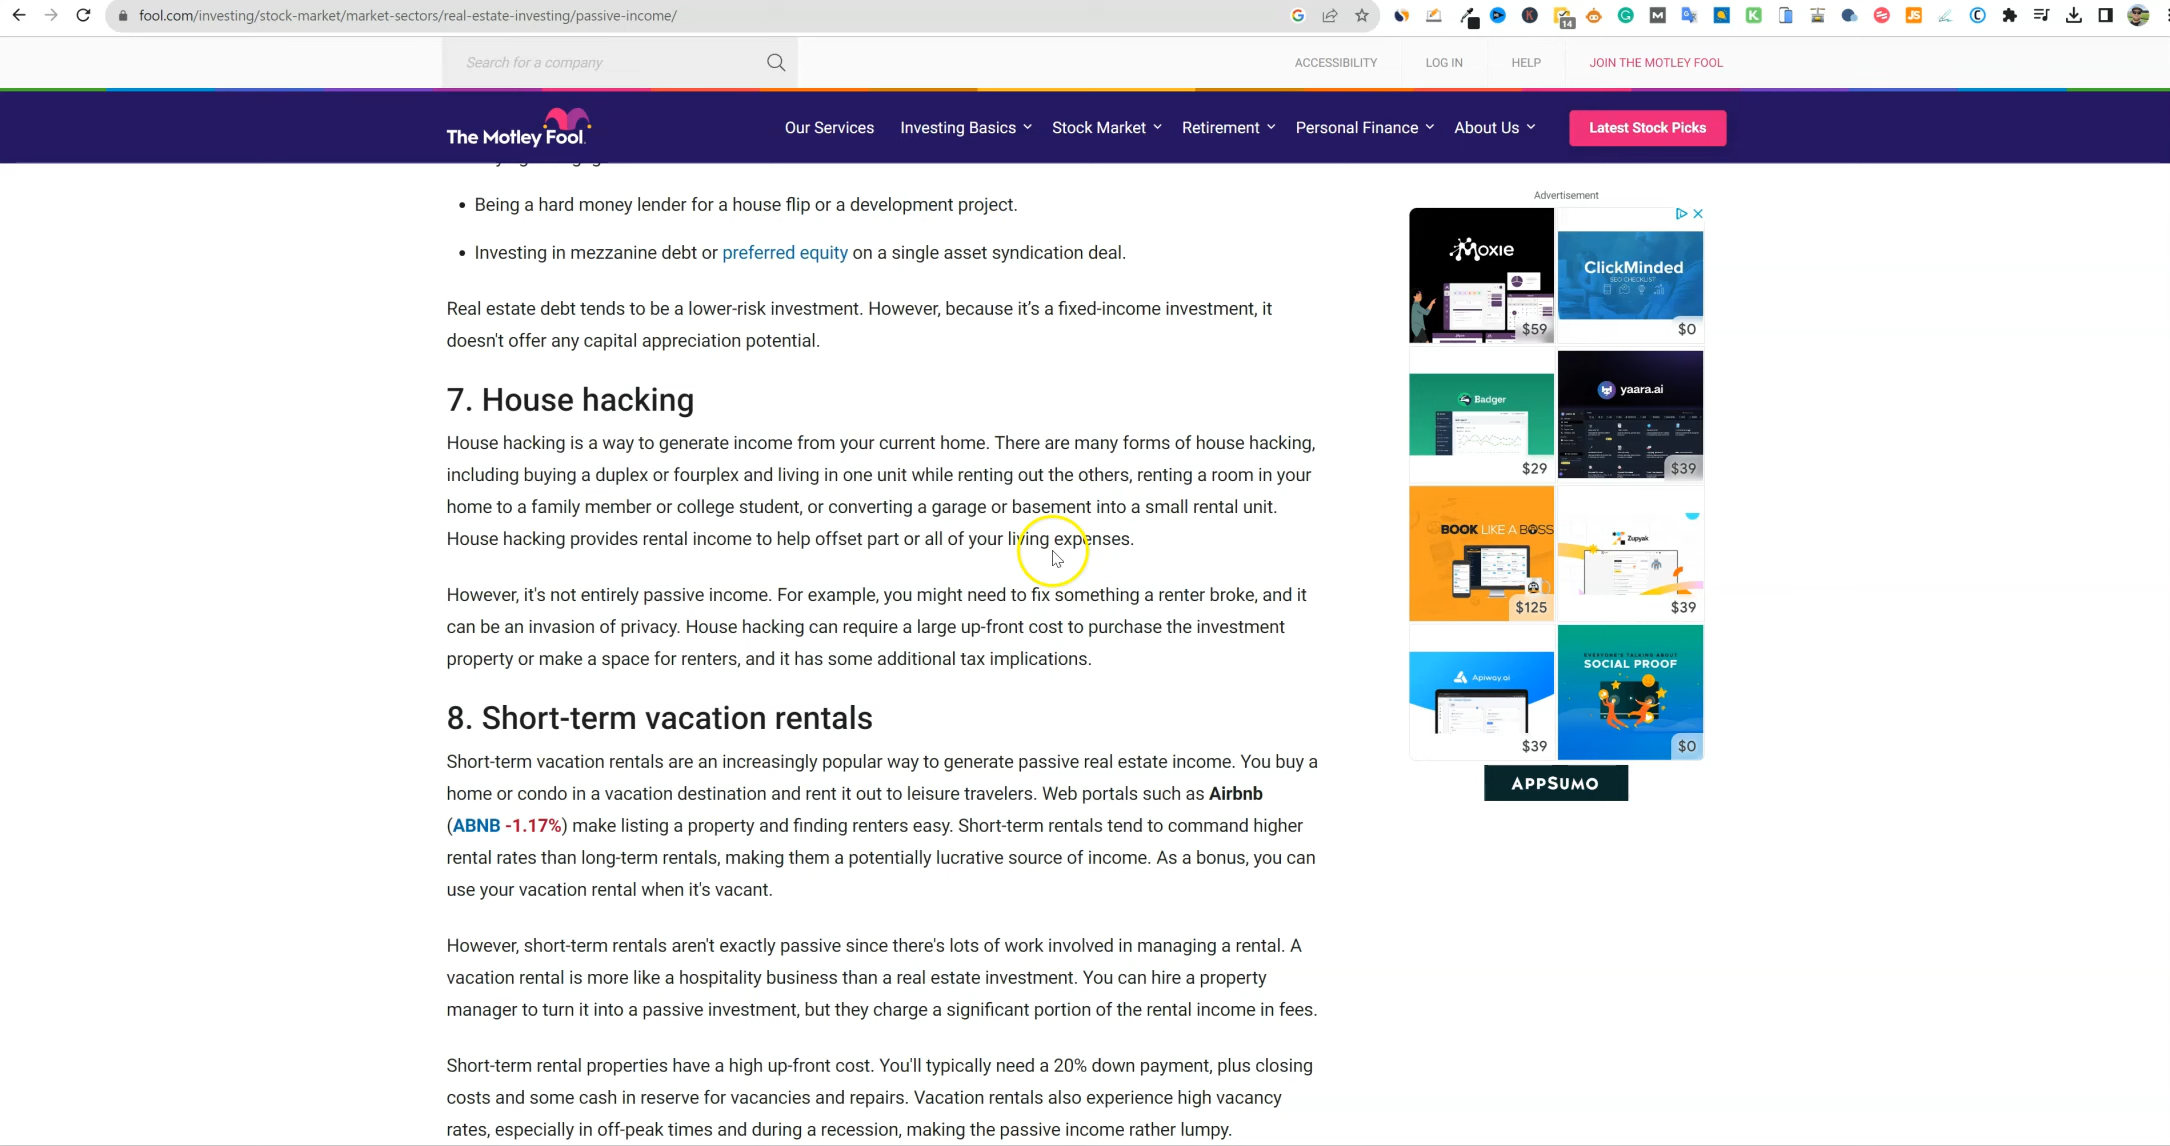 fool.com/investing/stock-market/market-sectors/real-estate-investing/passive-income/
14
Search for a company
ACCESSIBILITY
LOG IN
HELP
JOIN THE MOTLEY FOOL
The Motley Fool.
Our Services
Investing Basics
Stock Market
Retirement
Personal Finance
About Us
Latest Stock Picks
• Being a hard money lender for a house flip or a development project.
• Investing in mezzanine debt or preferred equity on a single asset syndication deal.
Real estate debt tends to be a lower-risk investment. However, because it’s a fixed-income investment, it
doesn't offer any capital appreciation potential.
7. House hacking
House hacking is a way to generate income from your current home. There are many forms of house hacking,
including buying a duplex or fourplex and living in one unit while renting out the others, renting a room in your
home to a family member or college student, or converting a garage or basement into a small rental unit.
House hacking provides rental income to help offset part or all of your living expenses.
However, it's not entirely passive income. For example, you might need to fix something a renter broke, and it
can be an invasion of privacy. House hacking can require a large up-front cost to purchase the investment
property or make a space for renters, and it has some additional tax implications.
8. Short-term vacation rentals
Short-term vacation rentals are an increasingly popular way to generate passive real estate income. You buy a
home or condo in a vacation destination and rent it out to leisure travelers. Web portals such as Airbnb
(ABNB -1.17%) make listing a property and finding renters easy. Short-term rentals tend to command higher
rental rates than long-term rentals, making them a potentially lucrative source of income. As a bonus, you can
use your vacation rental when it's vacant.
However, short-term rentals aren't exactly passive since there's lots of work involved in managing a rental. A
vacation rental is more like a hospitality business than a real estate investment. You can hire a property
manager to turn it into a passive investment, but they charge a significant portion of the rental income in fees.
Short-term rental properties have a high up-front cost. You'll typically need a 20% down payment, plus closing
costs and some cash in reserve for vacancies and repairs. Vacation rentals also experience high vacancy
rates, especially in off-peak times and during a recession, making the passive income rather lumpy.
Advertisement
Moxie
$59
ClickMinded
SEO CHECKLIST
$0
Badger
$29
yaara.ai
$39
BOOK LIKE A BOSS
$125
Zupyak
$39
Apiway.ai
$39
EVERYONE'S TALKING ABOUT
SOCIAL PROOF
$0
APPSUMO